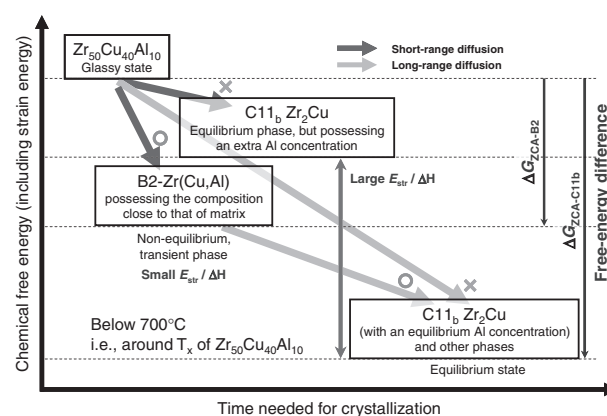 Zr50Cu40Al10
Glassy state
Short-range diffusion
Long-range diffusion
C11b Zr2Cu
Equilibrium phase, but possessing
an extra Al concentration
B2-Zr(Cu,Al)
possessing the composition
close to that of matrix
Non-equilibrium,
transient phase
Small Estr / ΔH
Large Estr / ΔH
C11b Zr2Cu
(with an equilibrium Al concentration)
and other phases
Equilibrium state
Below 700°C
i.e., around Tx of Zr50Cu40Al10
ΔGZCA-B2
ΔGZCA-C11b
Free-energy difference
Chemical free energy (including strain energy)
Time needed for crystallization